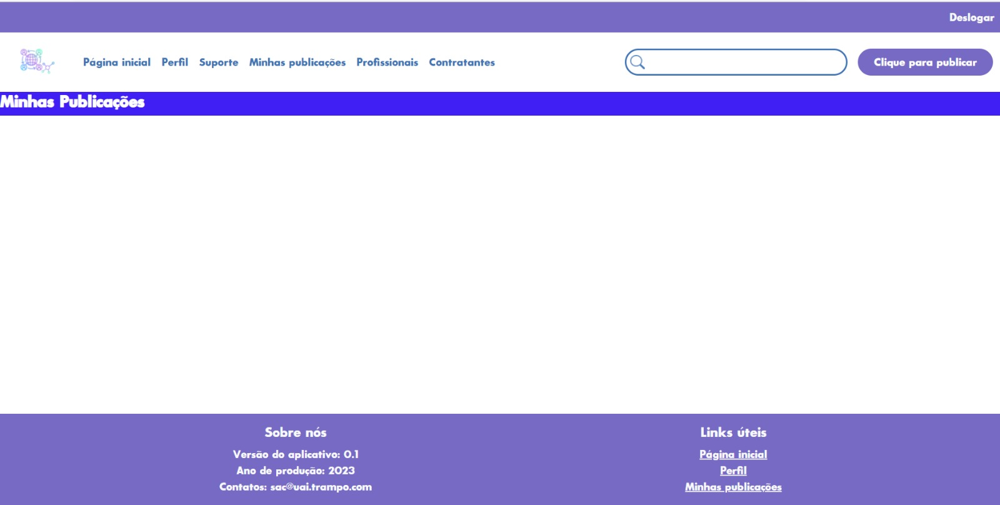 Deslogar
Página inicial Perfil Suporte Minhas publicações Profissionais Contratantes Clique para publicar
Minhas Publicações
Sobre nós
Versão do aplicativo: 0.1
Ano de produção: 2023
Contatos: sac@uai.trampo.com
Links úteis
Página inicial
Perfil
Minhas publicações